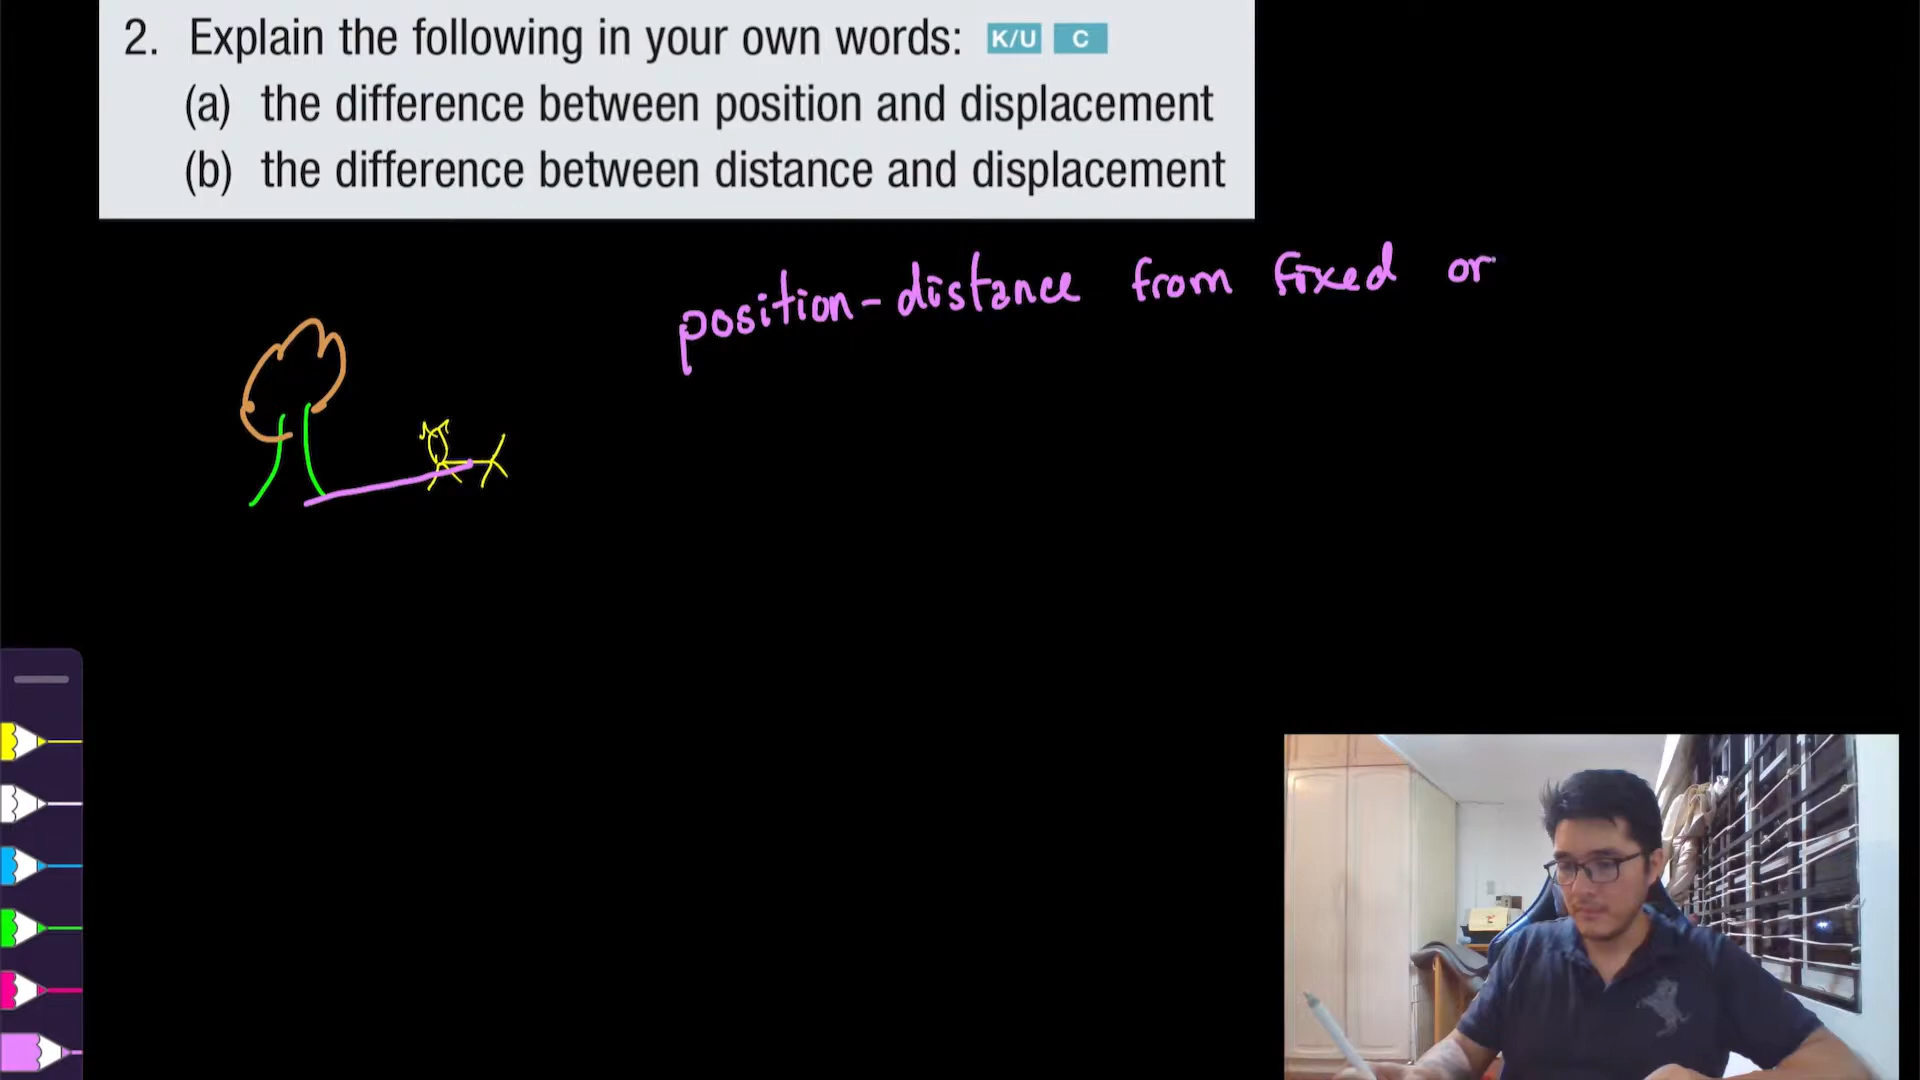 2. Explain the following in your own words: K/U C
(a) the difference between position and displacement
(b) the difference between distance and displacement
position - distance from fixed or